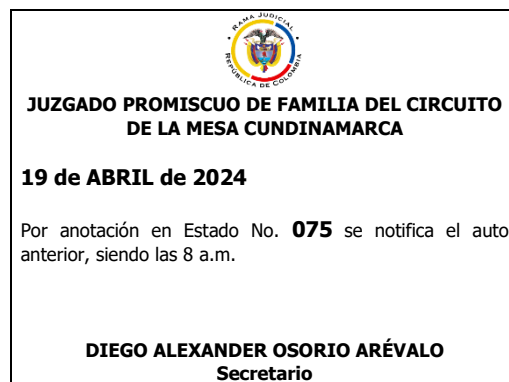 RAMA JUDICIAL
REPÚBLICA DE COLOMBIA
JUZGADO PROMISCUO DE FAMILIA DEL CIRCUITO
DE LA MESA CUNDINAMARCA
19 de ABRIL de 2024
Por anotación en Estado No. 075 se notifica el auto
anterior, siendo las 8 a.m.
DIEGO ALEXANDER OSORIO ARÉVALO
Secretario